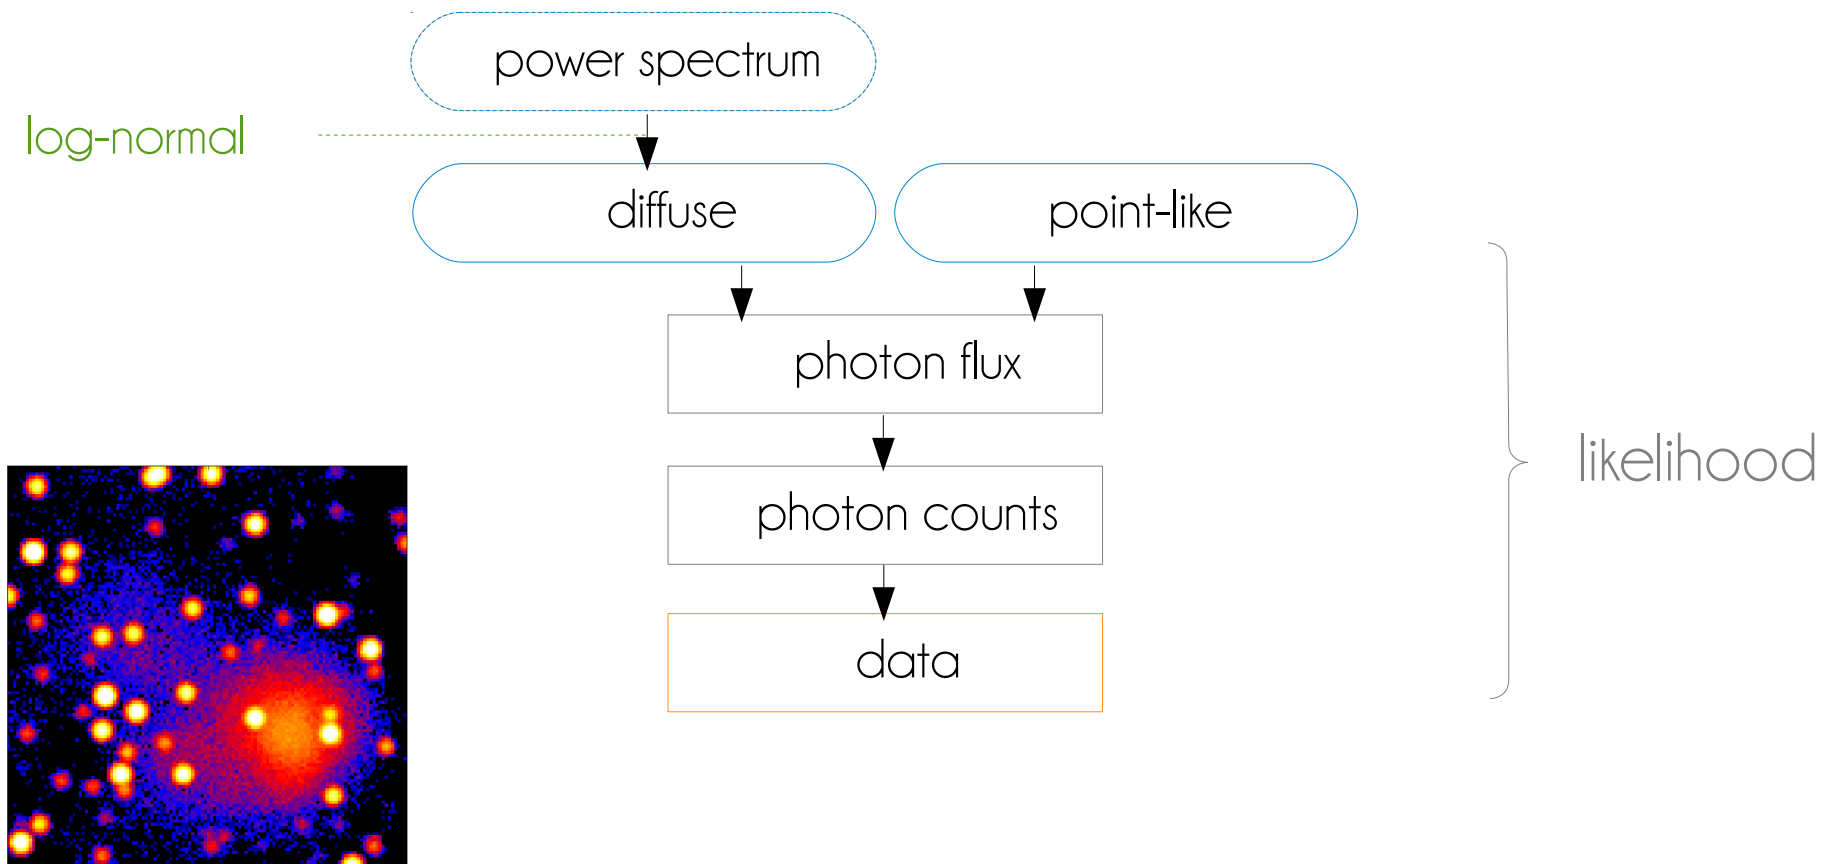 power spectrum
log-normal
diffuse
point-like
photon flux
likelihood
photon counts
data